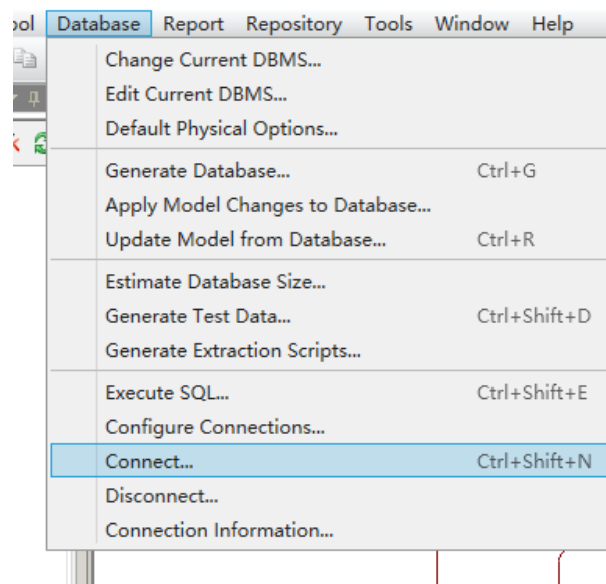 ool Database Report Repository Tools Window Help
Change Current DBMS...
Edit Current DBMS...
Default Physical Options...
Generate Database... Ctrl+G
Apply Model Changes to Database...
Update Model from Database... Ctrl+R
Estimate Database Size...
Generate Test Data... Ctrl+Shift+D
Generate Extraction Scripts...
Execute SQL... Ctrl+Shift+E
Configure Connections...
Connect... Ctrl+Shift+N
Disconnect...
Connection Information...